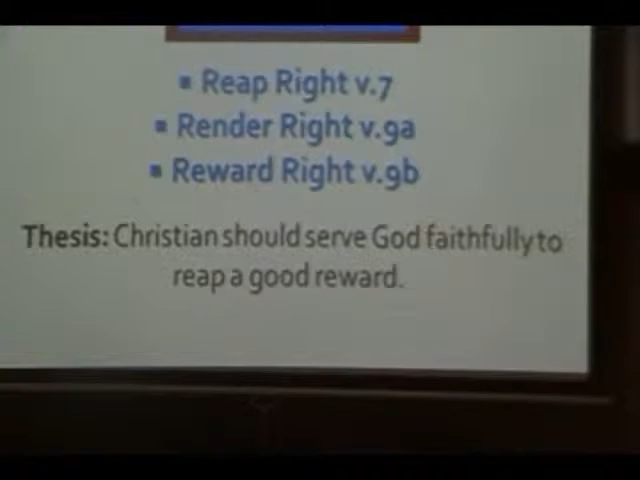 ▪ Reap Right v.7
▪ Render Right v.9a
▪ Reward Right v.9b
Thesis: Christian should serve God faithfully to
reap a good reward.